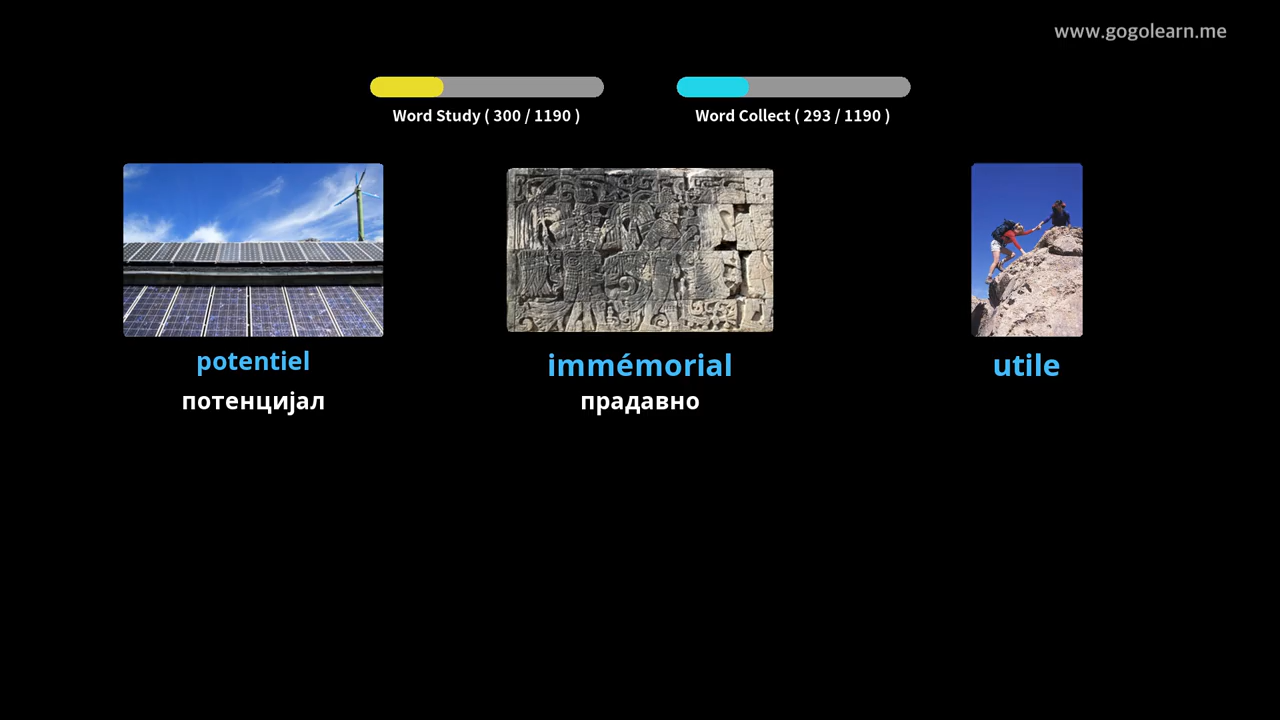 www.gogolearn.me
Word Study ( 300 / 1190 )
Word Collect ( 293 / 1190 )
potentiel
immémorial
utile
потенцијал
прадавно